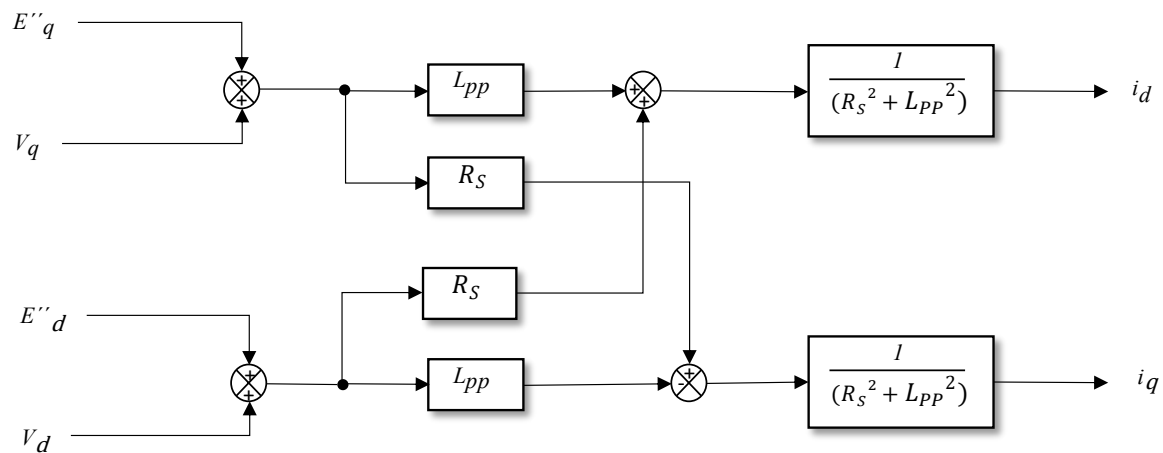 E´´q
+
+
Vq
Lpp
+
+
1
(RS² + LPP²)
id
RS
RS
E´´d
+
+
Vd
Lpp
+
-
1
(RS² + LPP²)
iq